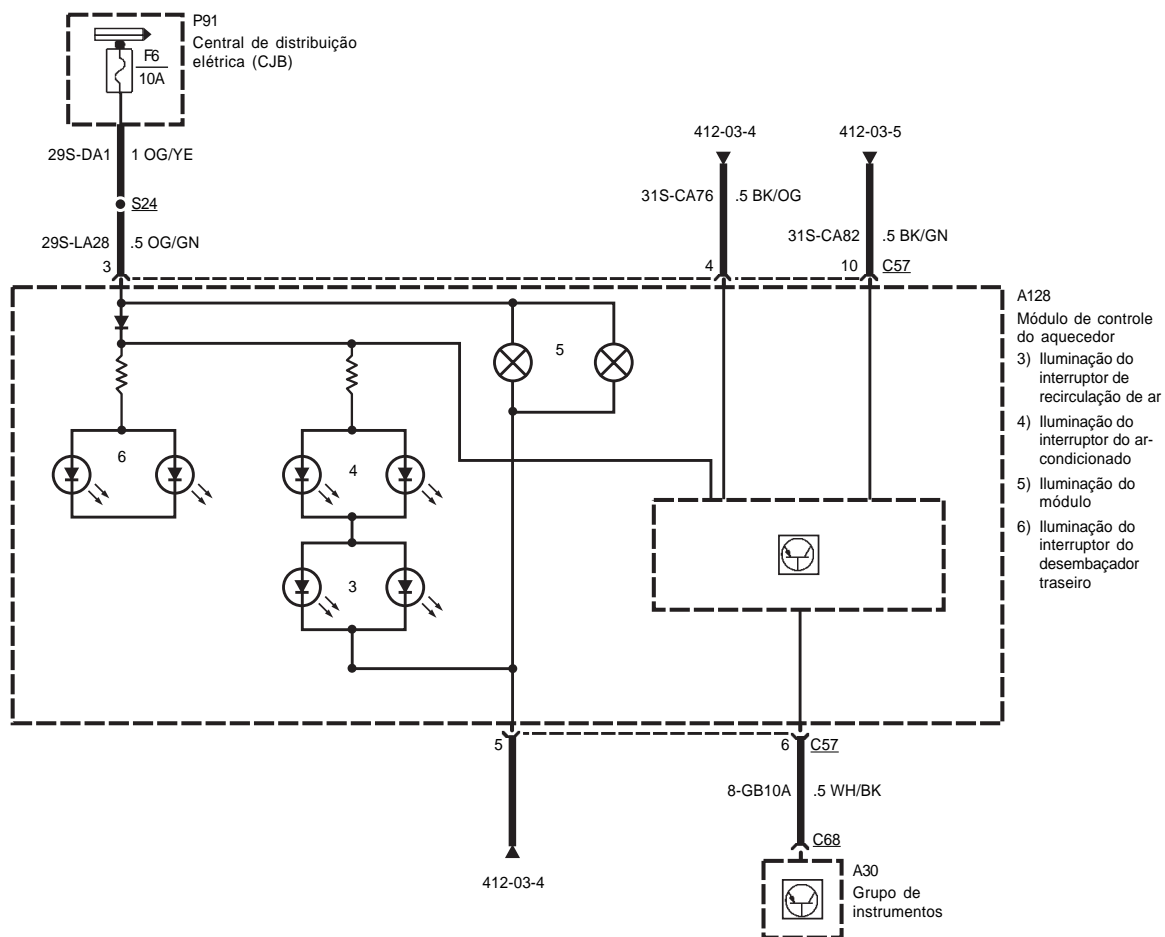 P91
Central de distribuição
elétrica (CJB)
F6
10A
29S-DA1 1 OG/YE
S24
29S-LA28 .5 OG/GN
3
412-03-4
412-03-5
31S-CA76 .5 BK/OG
31S-CA82 .5 BK/GN
4
10 C57
A128
Módulo de controle
do aquecedor
3) Iluminação do
interruptor de
recirculação de ar
4) Iluminação do
interruptor do ar-
condicionado
5) Iluminação do
módulo
6) Iluminação do
interruptor do
desembaçador
traseiro
5
6
4
3
5
6 C57
8-GB10A .5 WH/BK
C68
412-03-4
A30
Grupo de
instrumentos